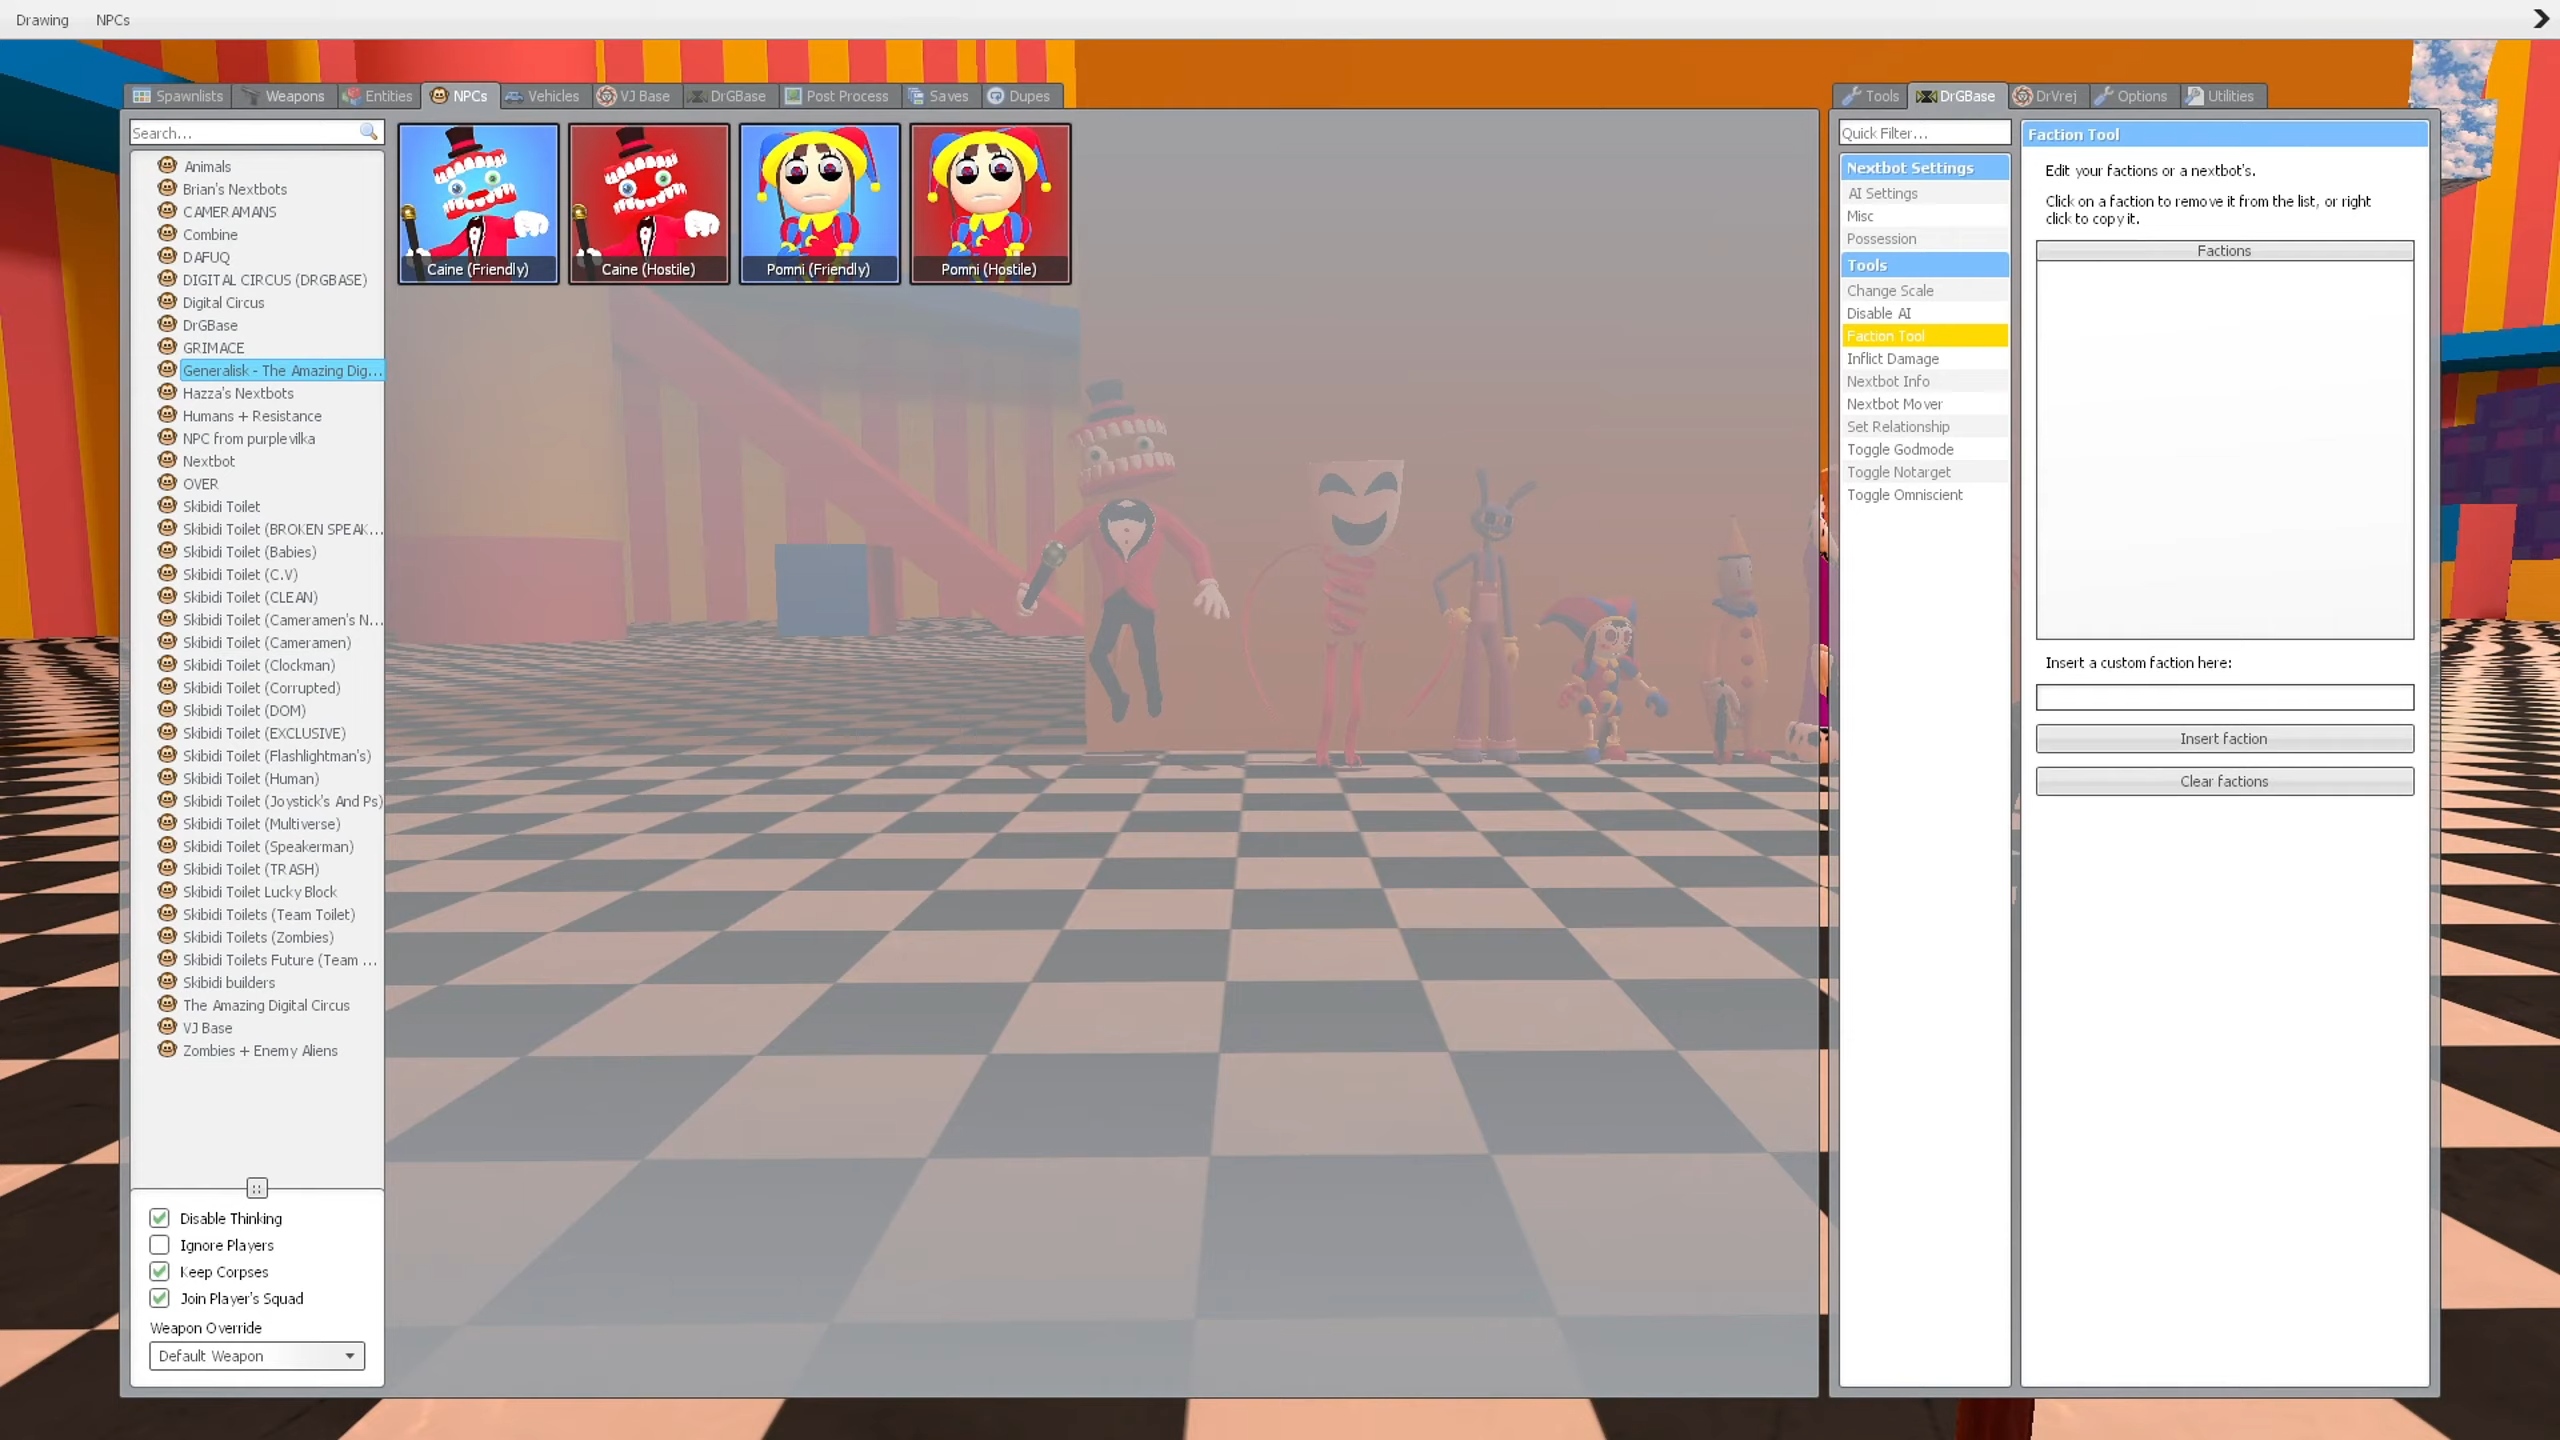 Drawing NPCs
Spawnlists Weapons Entities NPCs Vehicles VJ Base DrGBase Post Process Saves Dupes
Search...
Animals
Brian's Nextbots
CAMERAMANS
Combine
DAFUQ
DIGITAL CIRCUS (DRGBASE)
Digital Circus
DrGBase
GRIMACE
Generalisk - The Amazing Dig...
Hazza's Nextbots
Humans + Resistance
NPC from purplevilka
Nextbot
OVER
Skibidi Toilet
Skibidi Toilet (BROKEN SPEAK...
Skibidi Toilet (Babies)
Skibidi Toilet (C.V)
Skibidi Toilet (CLEAN)
Skibidi Toilet (Cameramen's N...
Skibidi Toilet (Cameramen)
Skibidi Toilet (Clockman)
Skibidi Toilet (Corrupted)
Skibidi Toilet (DOM)
Skibidi Toilet (EXCLUSIVE)
Skibidi Toilet (Flashlightman's)
Skibidi Toilet (Human)
Skibidi Toilet (Joystick's And Ps)
Skibidi Toilet (Multiverse)
Skibidi Toilet (Speakerman)
Skibidi Toilet (TRASH)
Skibidi Toilet Lucky Block
Skibidi Toilets (Team Toilet)
Skibidi Toilets (Zombies)
Skibidi Toilets Future (Team ...
Skibidi builders
The Amazing Digital Circus
VJ Base
Zombies + Enemy Aliens
Disable Thinking
Ignore Players
Keep Corpses
Join Player's Squad
Weapon Override
Default Weapon
Caine (Friendly)
Caine (Hostile)
Pomni (Friendly)
Pomni (Hostile)
Tools DrGBase DrVrej Options Utilities
Quick Filter...
Nextbot Settings
AI Settings
Misc
Possession
Tools
Change Scale
Disable AI
Faction Tool
Inflict Damage
Nextbot Info
Nextbot Mover
Set Relationship
Toggle Godmode
Toggle Notarget
Toggle Omniscient
Faction Tool
Edit your factions or a nextbot's.
Click on a faction to remove it from the list, or right
click to copy it.
Factions
Insert a custom faction here:
Insert faction
Clear factions